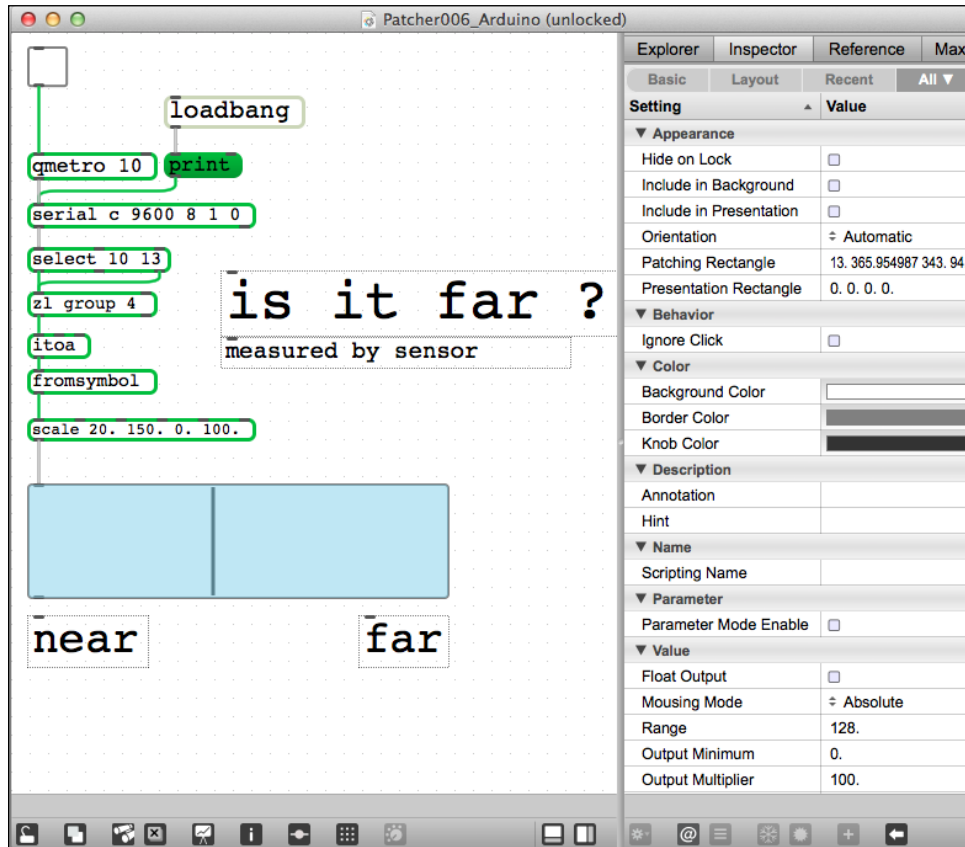 Patcher006_Arduino (unlocked)
loadbang
qmetro 10
print
serial c 9600 8 1 0
select 10 13
zl group 4
itoa
fromsymbol
scale 20. 150. 0. 100.
is it far ?
measured by sensor
near
far
Explorer Inspector Reference Max
Basic Layout Recent All ▼
Setting Value
▼ Appearance
Hide on Lock
Include in Background
Include in Presentation
Orientation Automatic
Patching Rectangle 13. 365.954987 343. 94
Presentation Rectangle 0. 0. 0. 0.
▼ Behavior
Ignore Click
▼ Color
Background Color
Border Color
Knob Color
▼ Description
Annotation
Hint
▼ Name
Scripting Name
▼ Parameter
Parameter Mode Enable
▼ Value
Float Output
Mousing Mode Absolute
Range 128.
Output Minimum 0.
Output Multiplier 100.